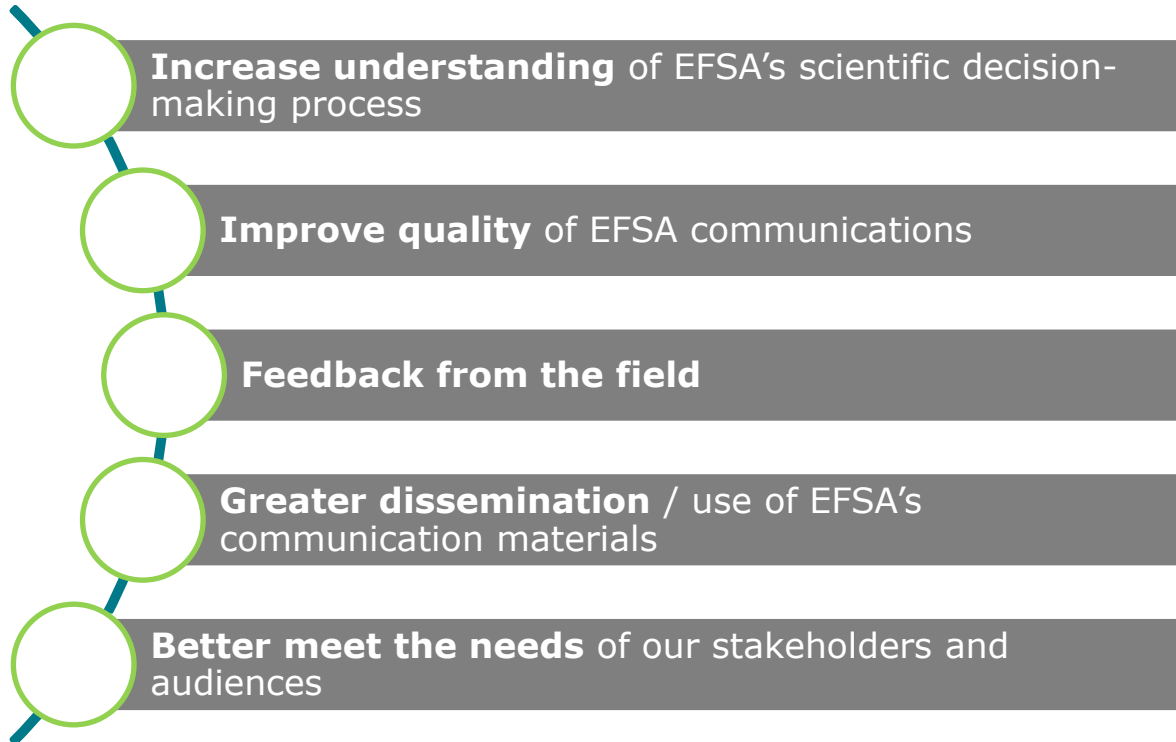 Increase understanding of EFSA’s scientific decision-
making process
Improve quality of EFSA communications
Feedback from the field
Greater dissemination / use of EFSA’s
communication materials
Better meet the needs of our stakeholders and
audiences